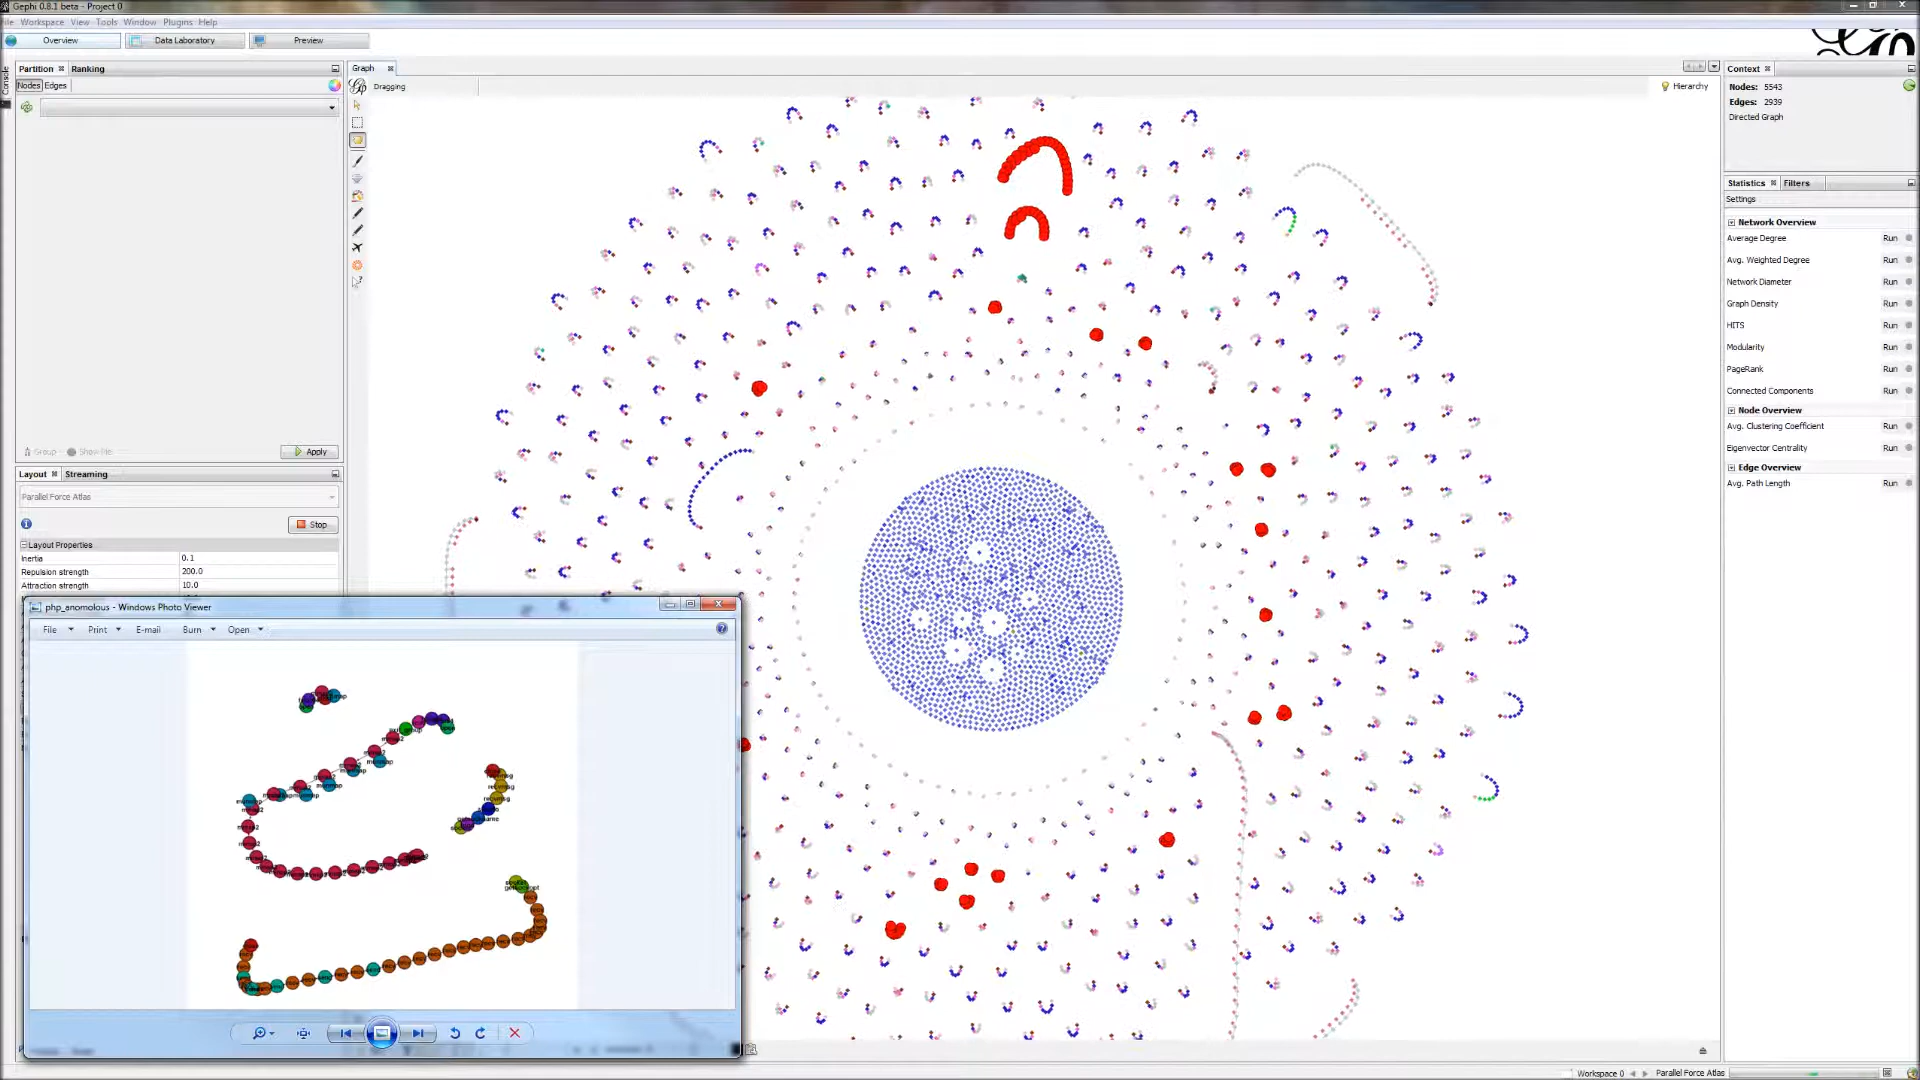 Gephi 0.8.1 beta - Project 0
File Workspace View Tools Window Plugins Help
Overview Data Laboratory Preview
Console
Partition Ranking
Nodes Edges
Group Show Pie Apply
Layout Streaming
Parallel Force Atlas
Stop
Layout Properties
Inertia 0.1
Repulsion strength 200.0
Attraction strength 10.0
Graph
Dragging
Hierarchy
Context
Nodes: 5543
Edges: 2939
Directed Graph
Statistics Filters
Settings
Network Overview
Average Degree Run
Avg. Weighted Degree Run
Network Diameter Run
Graph Density Run
HITS Run
Modularity Run
PageRank Run
Connected Components Run
Node Overview
Avg. Clustering Coefficient Run
Eigenvector Centrality Run
Edge Overview
Avg. Path Length Run
php_anomolous - Windows Photo Viewer
File Print E-mail Burn Open
Workspace 0 Parallel Force Atlas